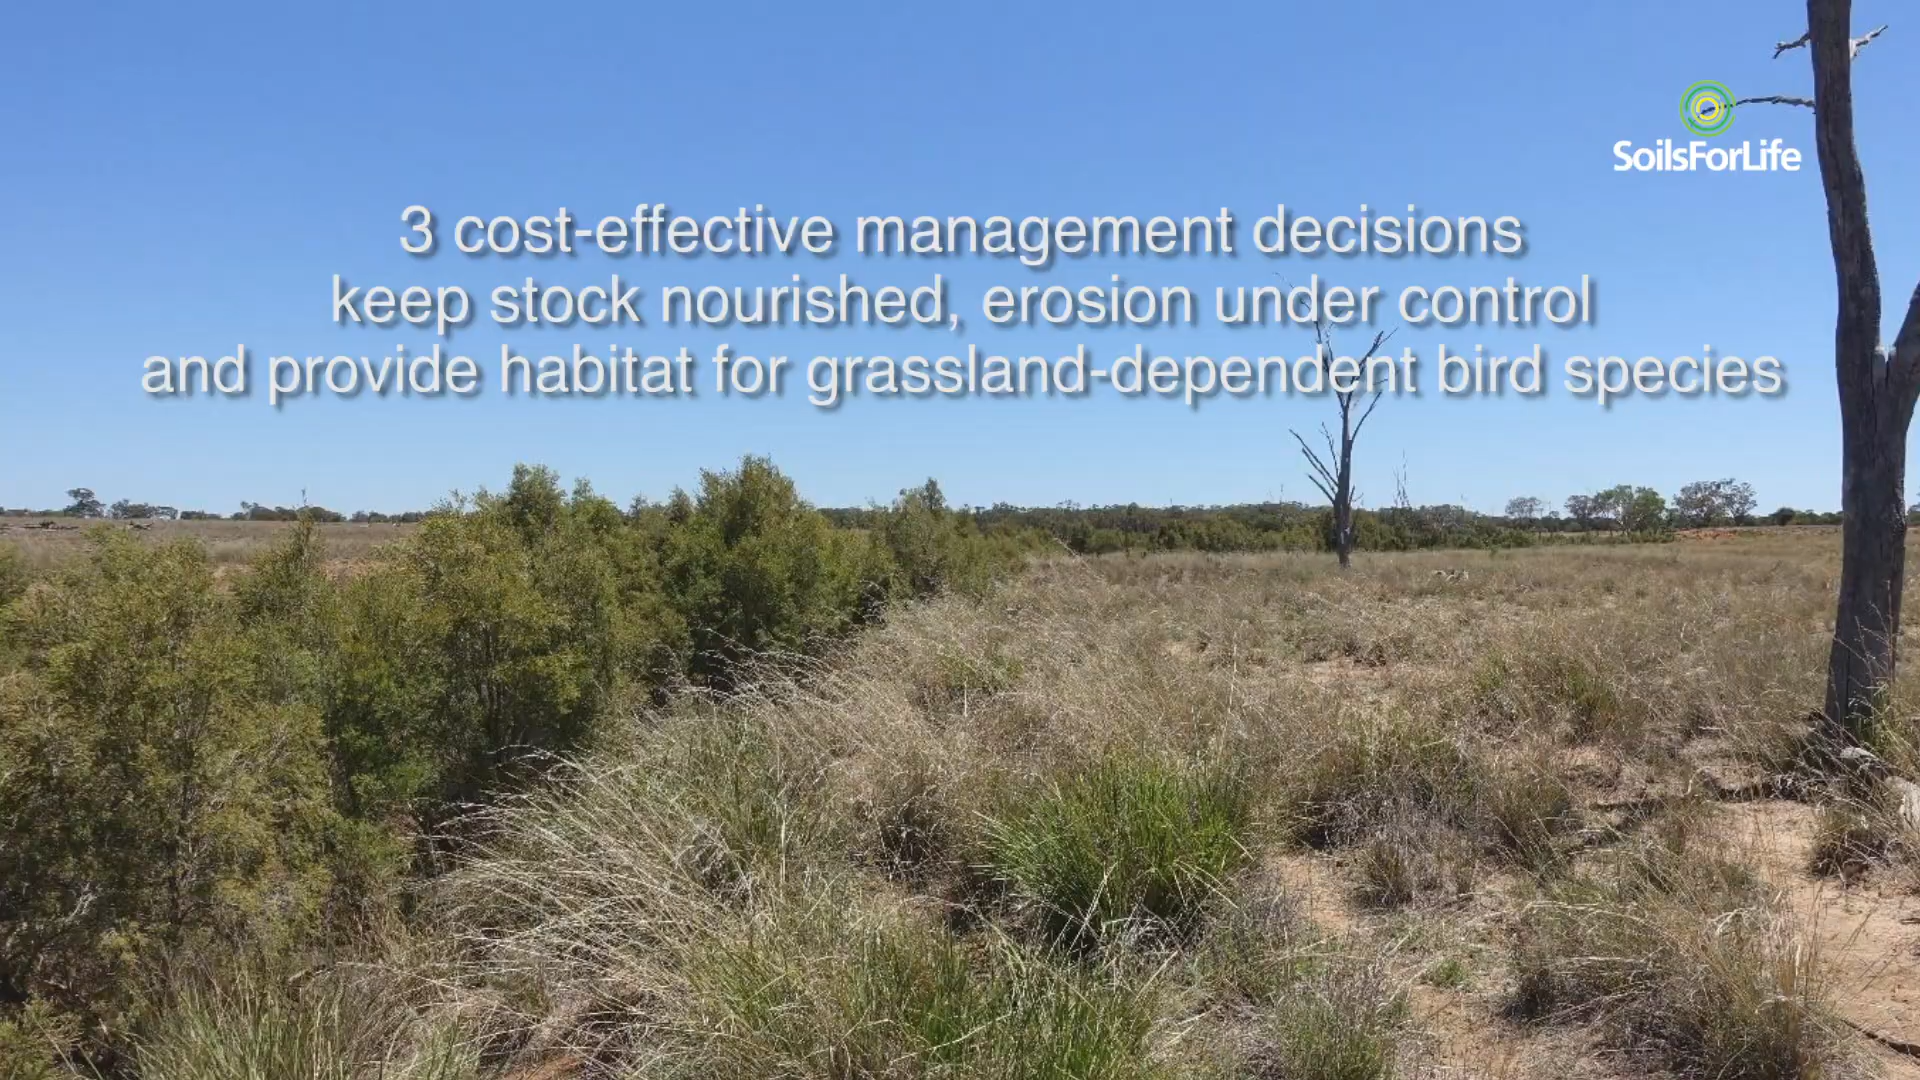 SoilsForLife
3 cost-effective management decisions
keep stock nourished, erosion under control
and provide habitat for grassland-dependent bird species